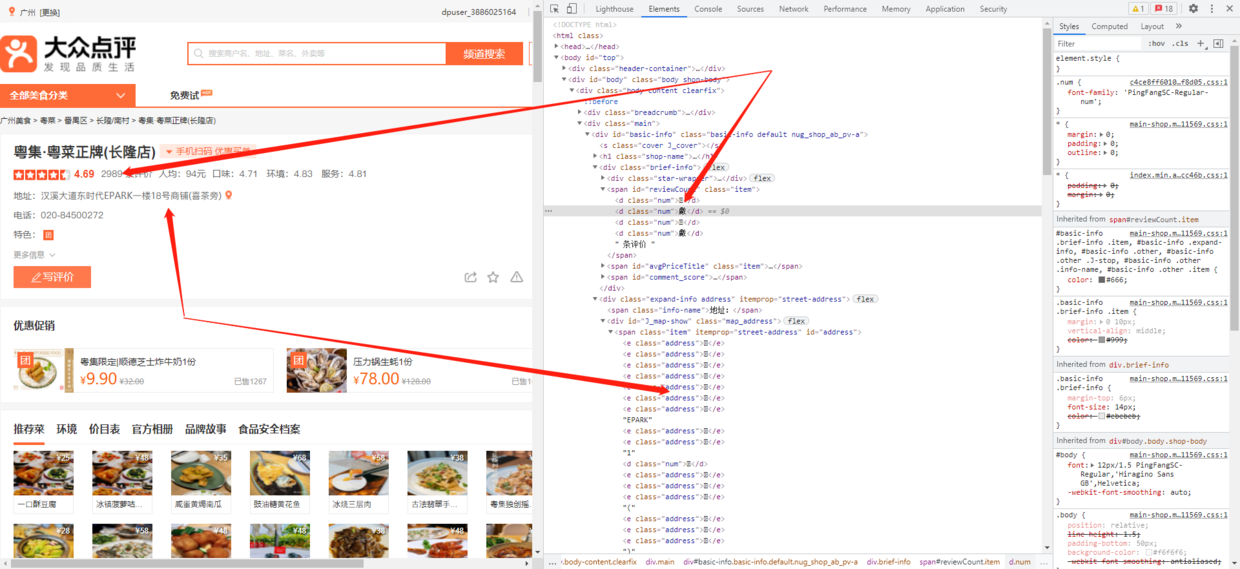 广州 [更换]
dpuser_3886025164
大众点评
发现品质生活
搜索商户名、地址、菜名、外卖等
频道搜索
全部美食分类
免费试
广州美食 > 粤菜 > 番禺区 > 长隆/南村 > 粤集·粤菜正牌(长隆店)
粤集·粤菜正牌(长隆店)
手机扫码 优惠买单
4.69 2989 条评价 人均：94元 口味：4.71 环境：4.83 服务：4.81
地址：汉溪大道东时代EPARK一楼18号商铺(喜茶旁)
电话：020-84500272
特色：团
更多信息
写评价
优惠促销
团
粤集限定|顺德芝士炸牛奶1份
¥9.90 ¥32.00
已售1267
团
压力锅生蚝1份
¥78.00 ¥128.00
已售1
推荐菜 环境 价目表 官方相册 品牌故事 食品安全档案
¥25 ¥48 ¥35 ¥68 ¥38
一口酥豆腐
冰镇菠萝咕...
咸蛋黄焗南瓜
豉油糖黄花鱼
冰烧三层肉
古法翡翠手...
粤集独创摇.
¥28 ¥58 ¥48 ¥48
Lighthouse Elements Console Sources Network Performance Memory Application Security
1 18
<!DOCTYPE html>
<html class>
<head>…</head>
<body id="top">
<div class="header-container">…</div>
<div id="body" class="body shop-body">
<div class="body-content clearfix">
::before
<div class="breadcrumb">…</div>
<div class="main">
<div id="basic-info" class="basic-info default nug_shop_ab_pv-a">
<s class="cover J_cover"></s>
<h1 class="shop-name">…</h1>
<div class="brief-info"> flex
<div class="star-wrapper">…</div> flex
<span id="reviewCount" class="item">
<d class="num"></d>
<d class="num"></d> == $0
<d class="num"></d>
<d class="num"></d>
" 条评价 "
</span>
<span id="avgPriceTitle" class="item">…</span>
<span id="comment_score">…</span>
</div>
<div class="expand-info address" itemprop="street-address"> flex
<span class="info-name">地址: </span>
<div id="J_map-show" class="map_address"> flex
<span class="item" itemprop="street-address" id="address">
<e class="address"></e>
<e class="address"></e>
<e class="address"></e>
<e class="address"></e>
<e class="address"></e>
<e class="address"></e>
<e class="address"></e>
"EPARK"
<e class="address"></e>
<e class="address"></e>
"1"
<d class="num"></d>
<e class="address"></e>
<e class="address"></e>
<e class="address"></e>
"("
<e class="address"></e>
<e class="address"></e>
<e class="address"></e>
")"
.body-content.clearfix div.main div#basic-info.basic-info.default.nug_shop_ab_pv-a div.brief-info span#reviewCount.item d.num
Styles Computed Layout
Filter :hov .cls
element.style {
}
.num { c4ce8ff6010…f8d05.css:1
font-family: 'PingFangSC-Regular-
num';
}
* { main-shop.m…11569.css:1
margin: 0;
padding: 0;
outline: 0;
}
* { index.min.a…cc46b.css:1
padding: 0;
margin: 0;
}
Inherited from span#reviewCount.item
#basic-info main-shop.m…11569.css:1
.brief-info .item, #basic-info .expand-
info, #basic-info .other, #basic-info
.other .J-stop, #basic-info .other
.info-name, #basic-info .other .item {
color: #666;
}
.basic-info main-shop.m…11569.css:1
.brief-info .item {
margin: 0 10px;
vertical-align: middle;
color: #999;
}
Inherited from div.brief-info
.basic-info main-shop.m…11569.css:1
.brief-info {
margin-top: 6px;
font-size: 14px;
color: #ebebeb;
}
Inherited from div#body.body.shop-body
#body { main-shop.m…11569.css:1
font: 12px/1.5 PingFangSC-
Regular,'Hiragino Sans
GB',Helvetica;
-webkit-font-smoothing: auto;
}
.body { main-shop.m…11569.css:1
position: relative;
line-height: 1.5;
padding-bottom: 50px;
background-color: #f6f6f6;
-webkit-font-smoothing: antialiased;